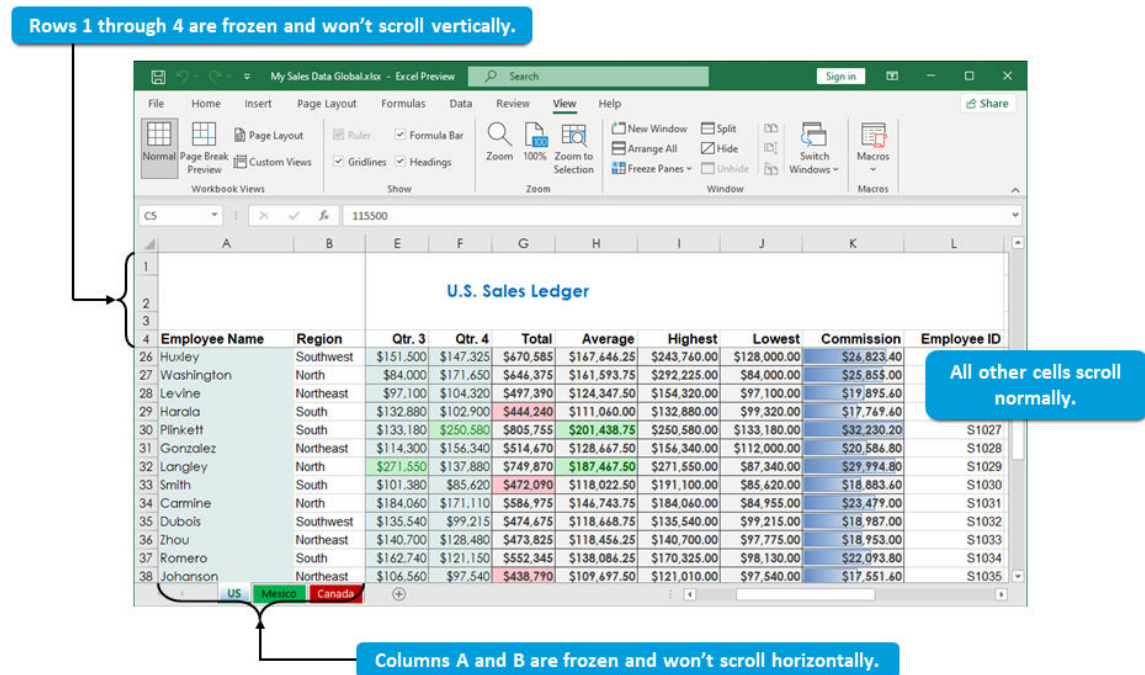 Rows 1 through 4 are frozen and won't scroll vertically.
My Sales Data Global.xlsx - Excel Preview Search Sign in
File Home Insert Page Layout Formulas Data Review View Help Share
Normal Page Break Preview Page Layout Custom Views Ruler Formula Bar Gridlines Headings Zoom 100% Zoom to Selection New Window Arrange All Freeze Panes Split Hide Unhide Switch Windows Macros
Workbook Views Show Zoom Window Macros
C5 fx 115500
A B E F G H I J K L
1
2 U.S. Sales Ledger
3
4 Employee Name Region Qtr. 3 Qtr. 4 Total Average Highest Lowest Commission Employee ID
26 Huxley Southwest $151,500 $147,325 $670,585 $167,646.25 $243,760.00 $128,000.00 $26,823.40
27 Washington North $84,000 $171,650 $646,375 $161,593.75 $292,225.00 $84,000.00 $25,855.00
28 Levine Northeast $97,100 $104,320 $497,390 $124,347.50 $154,320.00 $97,100.00 $19,895.60
29 Harala South $132,880 $102,900 $444,240 $111,060.00 $132,880.00 $99,320.00 $17,769.60
All other cells scroll
normally.
30 Plinkett South $133,180 $250,580 $805,755 $201,438.75 $250,580.00 $133,180.00 $32,230.20 S1027
31 Gonzalez Northeast $114,300 $156,340 $514,670 $128,667.50 $156,340.00 $112,000.00 $20,586.80 S1028
32 Langley North $271,550 $137,880 $749,870 $187,467.50 $271,550.00 $87,340.00 $29,994.80 S1029
33 Smith South $101,380 $85,620 $472,090 $118,022.50 $191,100.00 $85,620.00 $18,883.60 S1030
34 Carmine North $184,060 $171,110 $586,975 $146,743.75 $184,060.00 $84,955.00 $23,479.00 S1031
35 Dubois Southwest $135,540 $99,215 $474,675 $118,668.75 $135,540.00 $99,215.00 $18,987.00 S1032
36 Zhou Northeast $140,700 $128,480 $473,825 $118,456.25 $140,700.00 $97,775.00 $18,953.00 S1033
37 Romero South $162,740 $121,150 $552,345 $138,086.25 $170,325.00 $98,130.00 $22,093.80 S1034
38 Johanson Northeast $106,560 $97,540 $438,790 $109,697.50 $121,010.00 $97,540.00 $17,551.60 S1035
US Mexico Canada
Columns A and B are frozen and won't scroll horizontally.